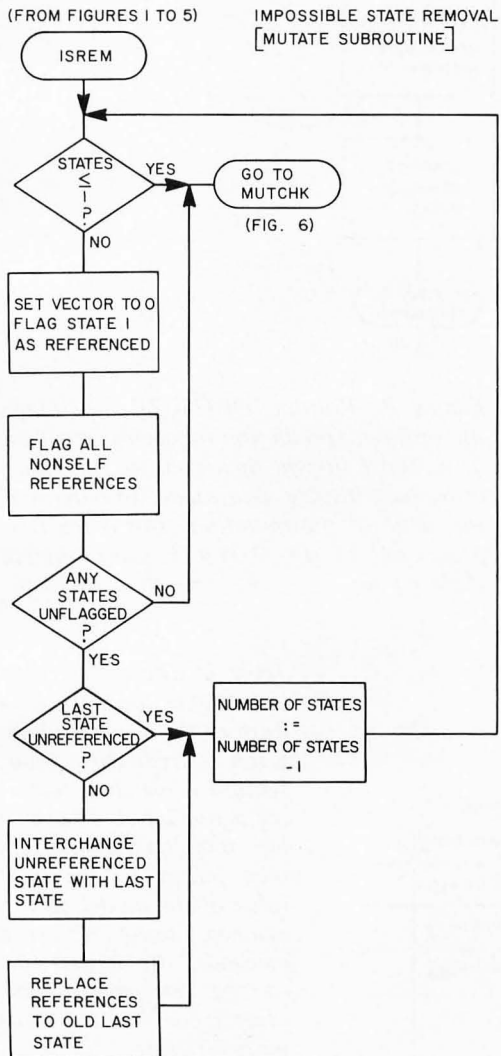 (FROM FIGURES 1 TO 5)
IMPOSSIBLE STATE REMOVAL
[MUTATE SUBROUTINE]
ISREM
STATES
≤
1
?
YES
GO TO
MUTCHK
(FIG. 6)
NO
SET VECTOR TO 0
FLAG STATE 1
AS REFERENCED
FLAG ALL
NONSELF
REFERENCES
ANY
STATES
UNFLAGGED
?
NO
YES
LAST
STATE
UNREFERENCED
?
YES
NUMBER OF STATES
:=
NUMBER OF STATES
-1
NO
INTERCHANGE
UNREFERENCED
STATE WITH LAST
STATE
REPLACE
REFERENCES
TO OLD LAST
STATE